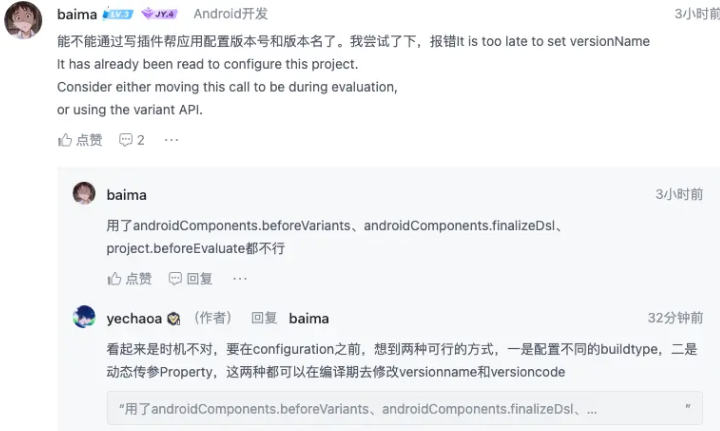 baima LV.3 JY.4 Android开发 3小时前
能不能通过写插件帮应用配置版本号和版本名了。我尝试了下，报错It is too late to set versionName
It has already been read to configure this project.
Consider either moving this call to be during evaluation,
or using the variant API.
点赞 2 ···
baima 3小时前
用了androidComponents.beforeVariants、androidComponents.finalizeDsl、
project.beforeEvaluate都不行
点赞 回复 ···
yechaoa （作者） 回复 baima 32分钟前
看起来是时机不对，要在configuration之前，想到两种可行的方式，一是配置不同的buildtype，二是
动态传参Property，这两种都可以在编译期去修改versionname和versioncode
“用了androidComponents.beforeVariants、androidComponents.finalizeDsl、... ”